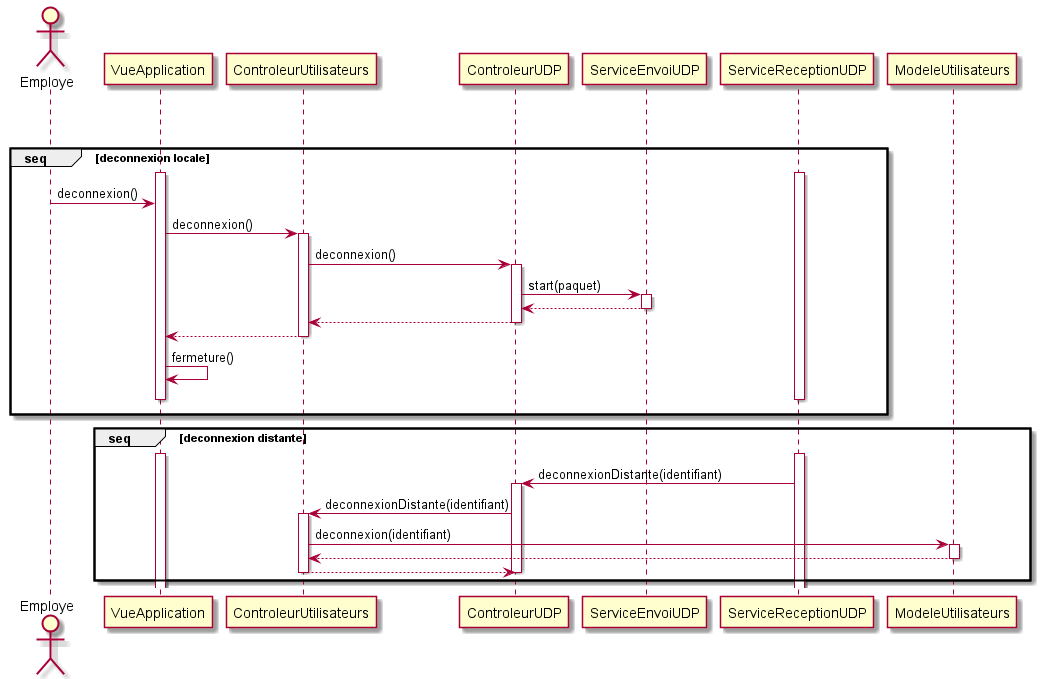 Employe
VueApplication
ControleurUtilisateurs
ControleurUDP
ServiceEnvoiUDP
ServiceReceptionUDP
ModeleUtilisateurs
seq [deconnexion locale]
deconnexion()
deconnexion()
deconnexion()
start(paquet)
fermeture()
seq [deconnexion distante]
deconnexionDistante(identifiant)
deconnexionDistante(identifiant)
deconnexion(identifiant)
Employe
VueApplication
ControleurUtilisateurs
ControleurUDP
ServiceEnvoiUDP
ServiceReceptionUDP
ModeleUtilisateurs